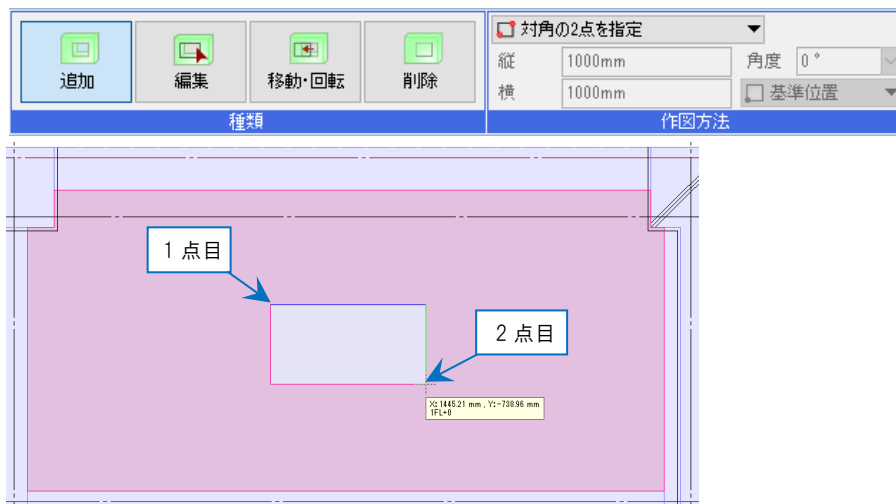 対角の2点を指定
追加
編集
移動・回転
削除
縦 1000mm 角度 0°
横 1000mm 基準位置
種類
作図方法
1点目
2点目
X: 1445.21 mm , Y:-738.96 mm
1FL+0